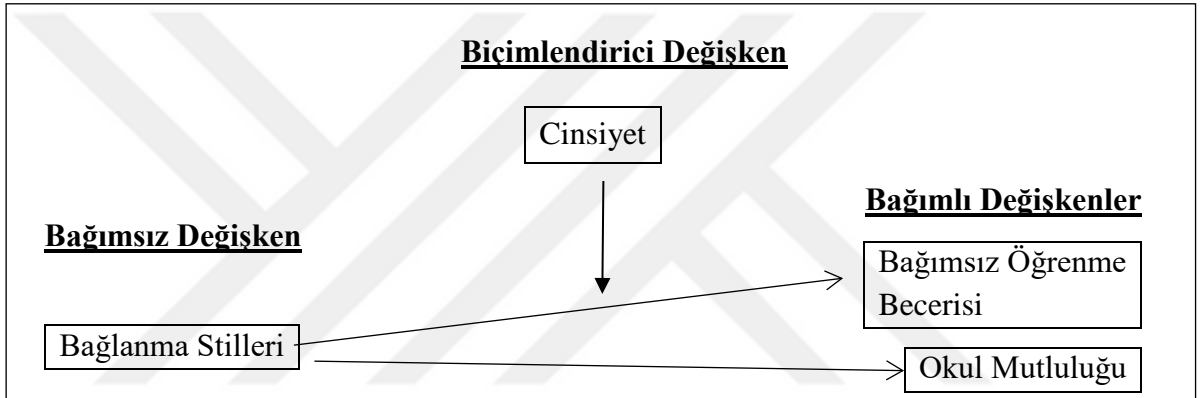 Biçimlendirici Değişken
Cinsiyet
Bağımlı Değişkenler
Bağımsız Değişken
Bağımsız Öğrenme
Becerisi
Bağlanma Stilleri
Okul Mutluluğu